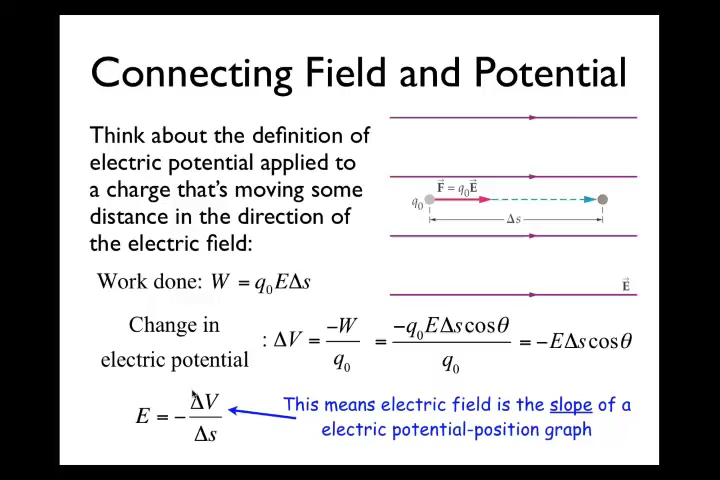 Connecting Field and Potential
Think about the definition of
electric potential applied to
a charge that's moving some
distance in the direction of
the electric field:
F⃗ = q₀E⃗
q₀
Δs
E⃗
Work done: W = q₀EΔs
Change in
electric potential
: ΔV = −W/q₀ = −q₀EΔs cosθ/q₀ = −EΔs cosθ
E = −ΔV/Δs
This means electric field is the slope of a
electric potential-position graph